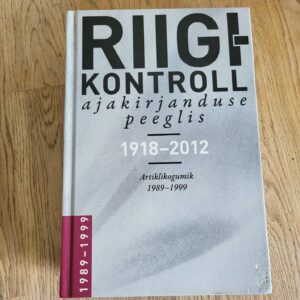 RIIGI-
KONTROLL
ajakirjanduse
peeglis
1918–2012
Artiklikogumik
1989–1999
1989–1999